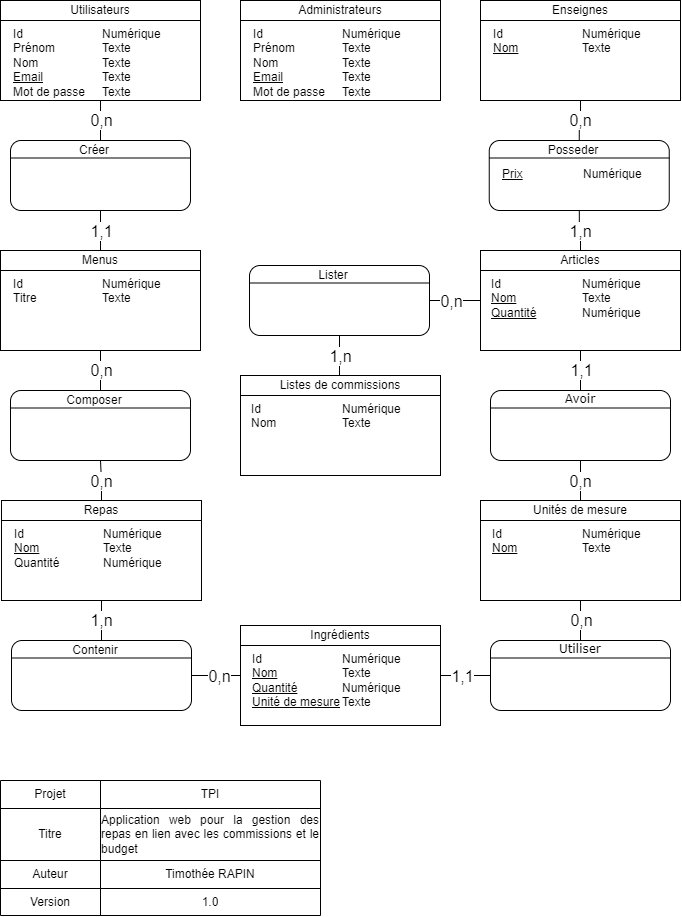 Utilisateurs
Id Numérique
Prénom Texte
Nom Texte
Email Texte
Mot de passe Texte
Administrateurs
Id Numérique
Prénom Texte
Nom Texte
Email Texte
Mot de passe Texte
Enseignes
Id Numérique
Nom Texte
0,n
0,n
Créer
Posseder
Prix Numérique
1,1
1,n
Menus
Id Numérique
Titre Texte
Lister
0,n
Articles
Id Numérique
Nom Texte
Quantité Numérique
1,n
0,n
1,1
Listes de commissions
Id Numérique
Nom Texte
Composer
Avoir
0,n
0,n
Repas
Id Numérique
Nom Texte
Quantité Numérique
Unités de mesure
Id Numérique
Nom Texte
1,n
0,n
Contenir
0,n
Ingrédients
Id Numérique
Nom Texte
Quantité Numérique
Unité de mesure Texte
1,1
Utiliser
Projet TPI
Titre
Application web pour la gestion des
repas en lien avec les commissions et le
budget
Auteur Timothée RAPIN
Version 1.0